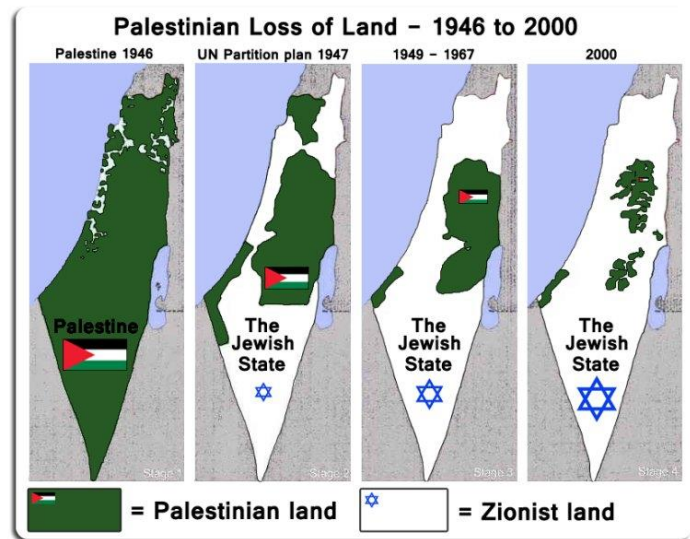 Palestinian Loss of Land - 1946 to 2000
Palestine 1946
UN Partition plan 1947
1949 - 1967
2000
Palestine
The
Jewish
State
The
Jewish
State
The
Jewish
State
Stage 1
Stage 2
Stage 3
Stage 4
= Palestinian land
= Zionist land